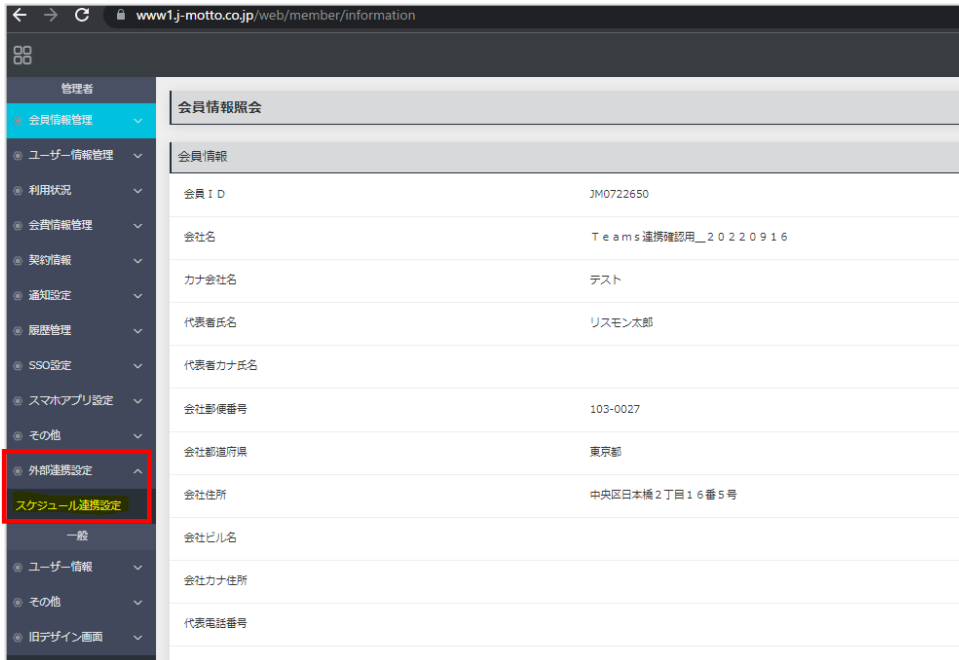 www1.j-motto.co.jp/web/member/information
管理者
会員情報管理
ユーザー情報管理
利用状況
会費情報管理
契約情報
通知設定
履歴管理
SSO設定
スマホアプリ設定
その他
外部連携設定
スケジュール連携設定
一般
ユーザー情報
その他
旧デザイン画面
会員情報照会
会員情報
会員ＩＤ JM0722650
会社名 Ｔｅａｍｓ連携確認用＿２０２２０９１６
カナ会社名 テスト
代表者氏名 リスモン太郎
代表者カナ氏名
会社郵便番号 103-0027
会社都道府県 東京都
会社住所 中央区日本橋２丁目１６番５号
会社ビル名
会社カナ住所
代表電話番号